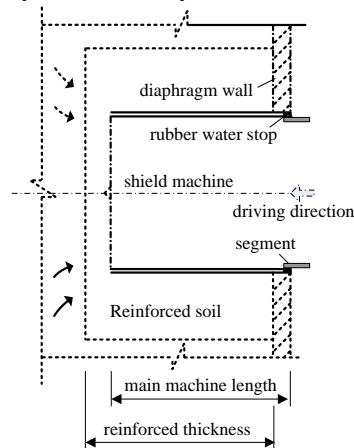 diaphragm wall
rubber water stop
shield machine
driving direction
segment
Reinforced soil
main machine length
reinforced thickness